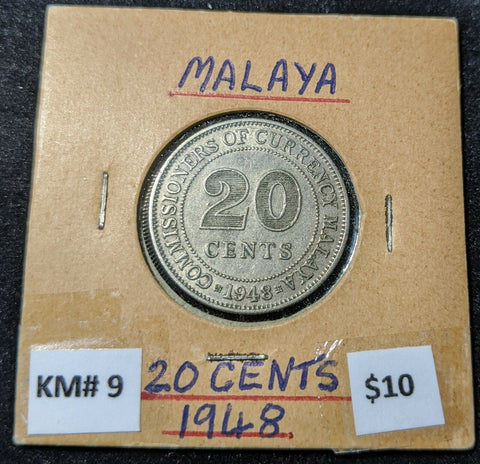 MALAYA
COMMISSIONERS OF CURRENCY MALAYA
20
CENTS
1948
KM# 9
20 CENTS
$10
1948